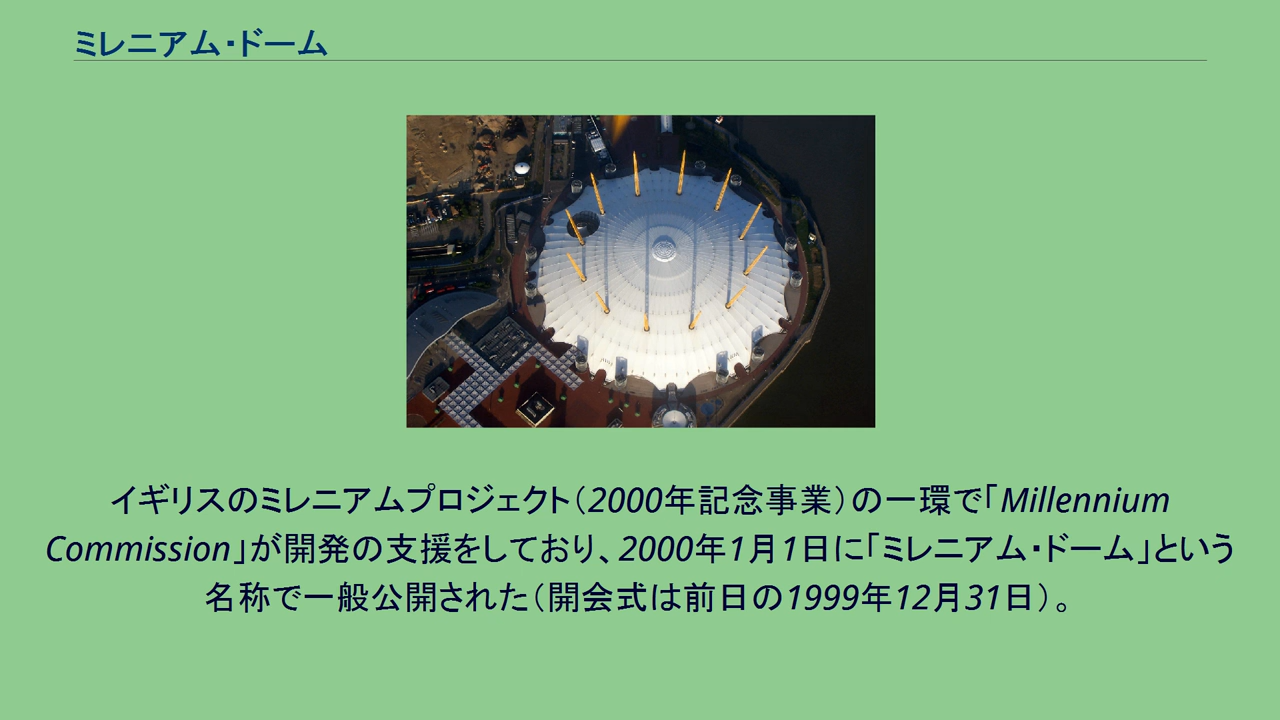 ミレニアム・ドーム
イギリスのミレニアムプロジェクト（2000年記念事業）の一環で「Millennium
Commission」が開発の支援をしており、2000年1月1日に「ミレニアム・ドーム」という
名称で一般公開された（開会式は前日の1999年12月31日）。